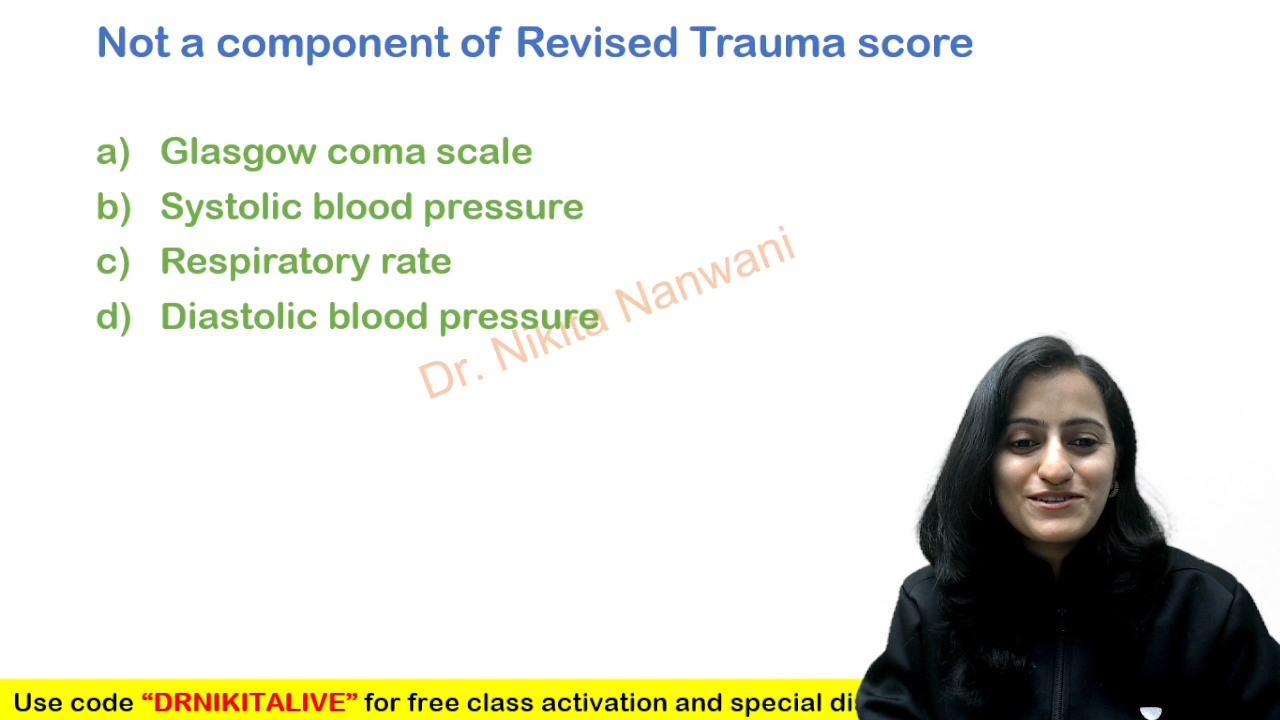 Not a component of Revised Trauma score
a) Glasgow coma scale
b) Systolic blood pressure
c) Respiratory rate
d) Diastolic blood pressure
Dr. Nikita Nanwani
Use code “DRNIKITALIVE” for free class activation and special